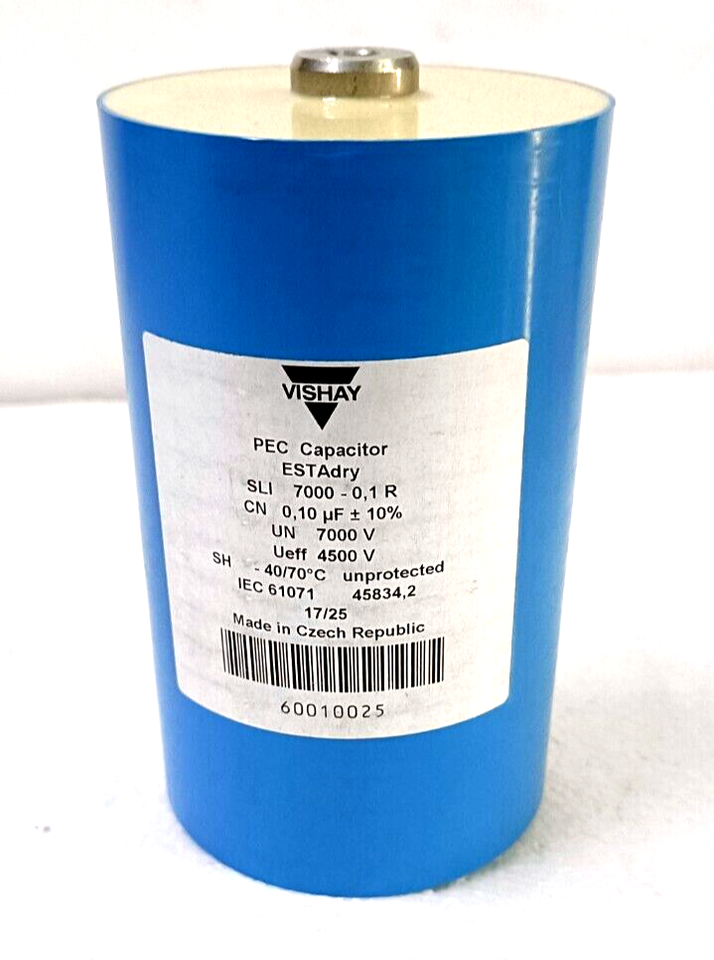 VISHAY
PEC Capacitor
ESTAdry
SLI 7000 - 0,1 R
CN 0,10 µF ± 10%
UN 7000 V
Ueff 4500 V
SH - 40/70°C unprotected
IEC 61071 45834,2
17/25
Made in Czech Republic
60010025